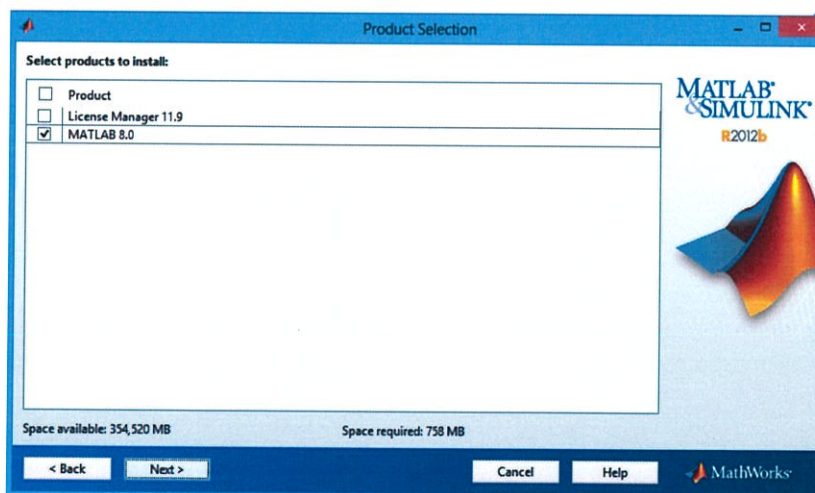 Product Selection
Select products to install:
Product
License Manager 11.9
MATLAB 8.0
MATLAB®
&SIMULINK®
R2012b
Space available: 354,520 MB
Space required: 758 MB
< Back
Next >
Cancel
Help
MathWorks®